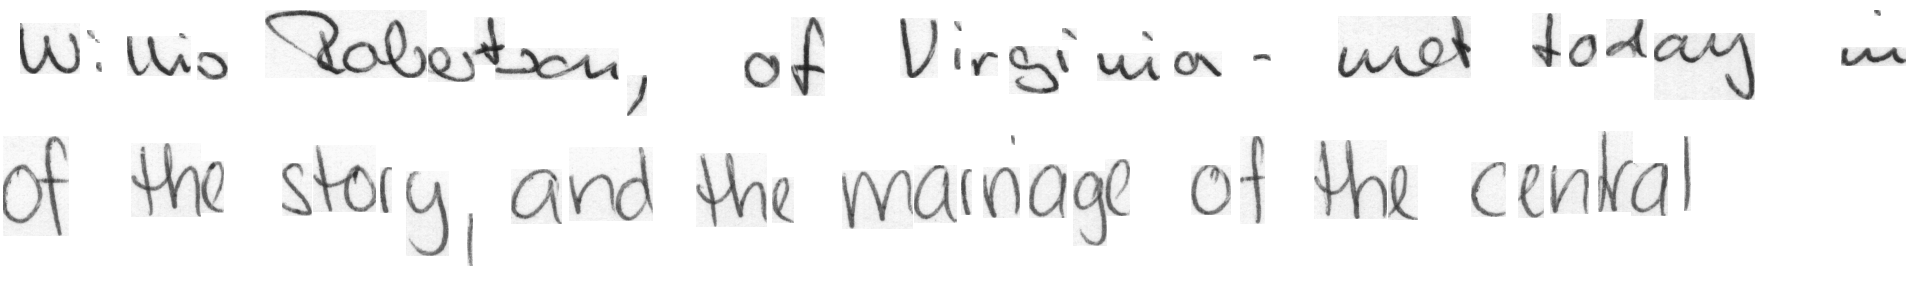 Willis Robertson, of Virginia - met today in
of the story, and the marriage of the central